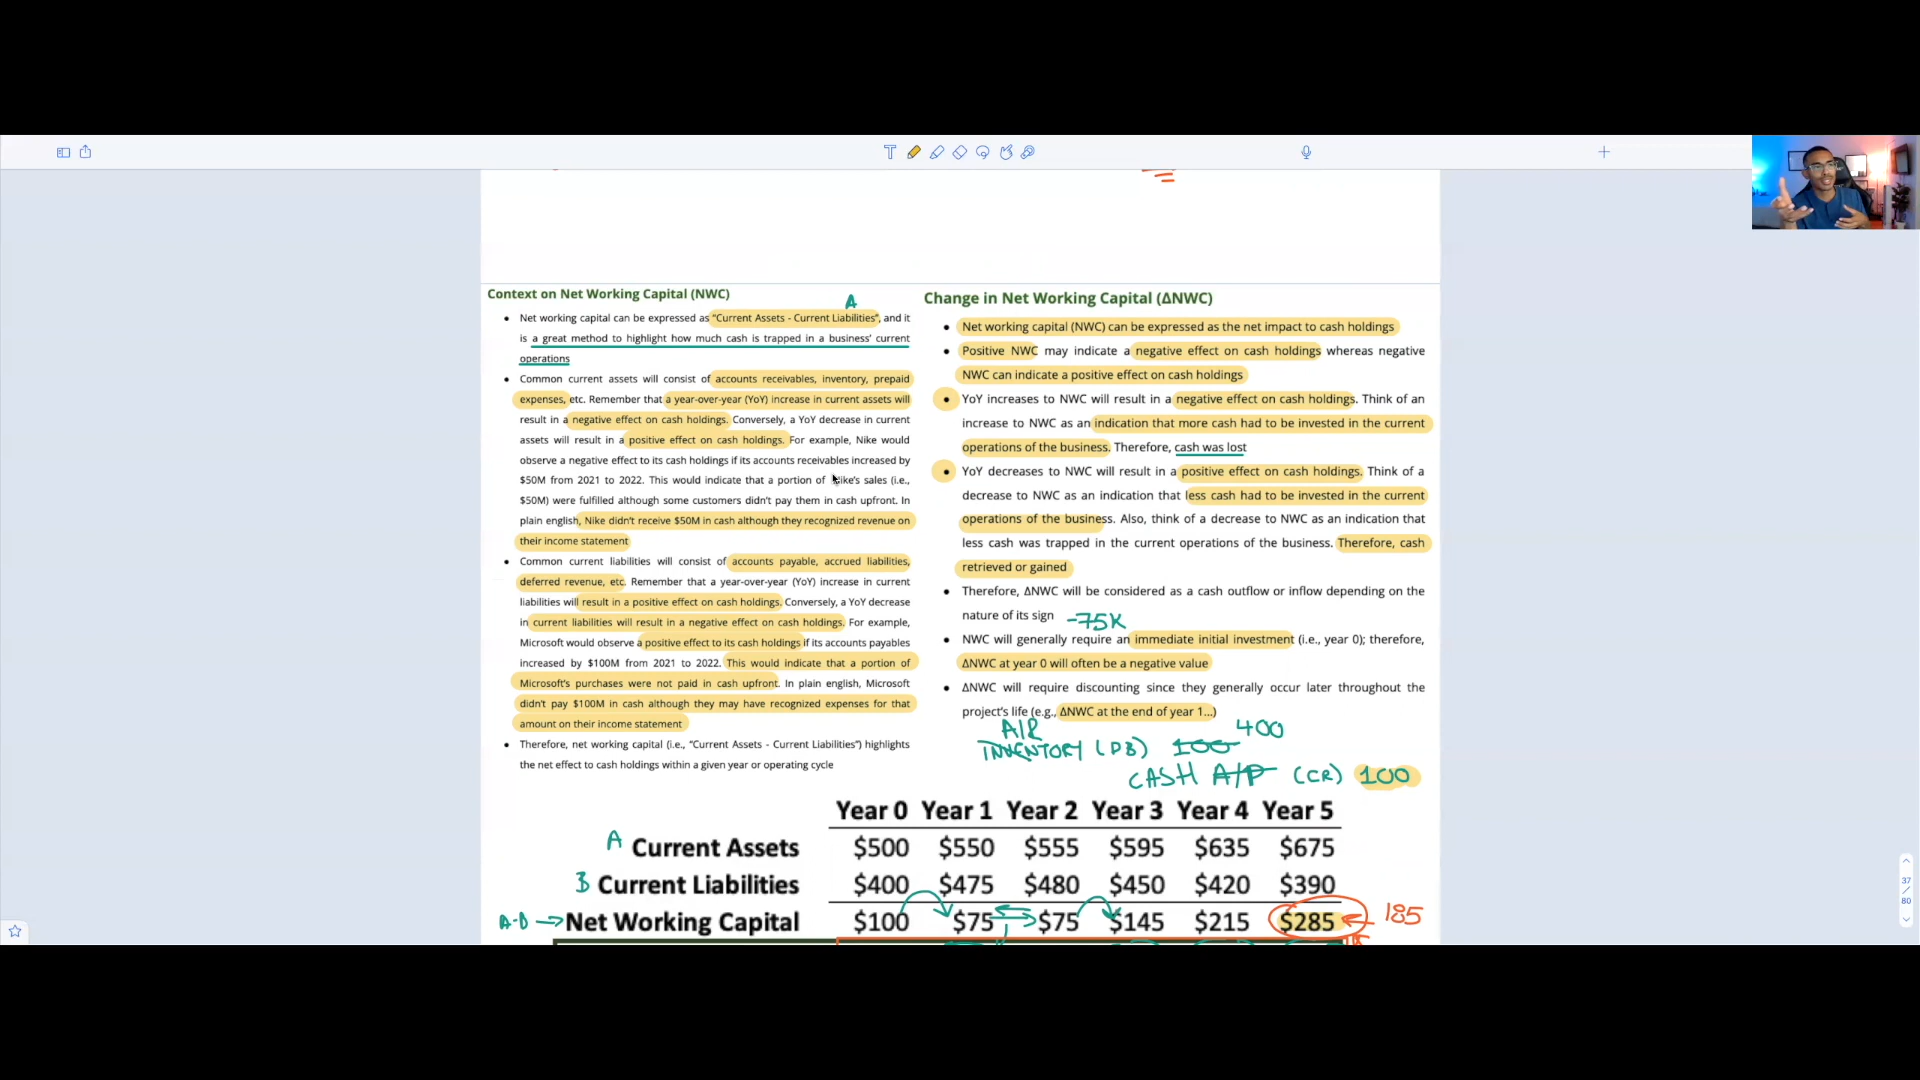 Context on Net Working Capital (NWC)
A
• Net working capital can be expressed as “Current Assets - Current Liabilities”, and it
is a great method to highlight how much cash is trapped in a business’ current
operations
• Common current assets will consist of accounts receivables, inventory, prepaid
expenses, etc. Remember that a year-over-year (YoY) increase in current assets will
result in a negative effect on cash holdings. Conversely, a YoY decrease in current
assets will result in a positive effect on cash holdings. For example, Nike would
observe a negative effect to its cash holdings if its accounts receivables increased by
$50M from 2021 to 2022. This would indicate that a portion of Nike’s sales (i.e.,
$50M) were fulfilled although some customers didn’t pay them in cash upfront. In
plain english, Nike didn’t receive $50M in cash although they recognized revenue on
their income statement
• Common current liabilities will consist of accounts payable, accrued liabilities,
deferred revenue, etc. Remember that a year-over-year (YoY) increase in current
liabilities will result in a positive effect on cash holdings. Conversely, a YoY decrease
in current liabilities will result in a negative effect on cash holdings. For example,
Microsoft would observe a positive effect to its cash holdings if its accounts payables
increased by $100M from 2021 to 2022. This would indicate that a portion of
Microsoft’s purchases were not paid in cash upfront. In plain english, Microsoft
didn’t pay $100M in cash although they may have recognized expenses for that
amount on their income statement
• Therefore, net working capital (i.e., “Current Assets - Current Liabilities”) highlights
the net effect to cash holdings within a given year or operating cycle
Change in Net Working Capital (ΔNWC)
• Net working capital (NWC) can be expressed as the net impact to cash holdings
• Positive NWC may indicate a negative effect on cash holdings whereas negative
NWC can indicate a positive effect on cash holdings
• YoY increases to NWC will result in a negative effect on cash holdings. Think of an
increase to NWC as an indication that more cash had to be invested in the current
operations of the business. Therefore, cash was lost
• YoY decreases to NWC will result in a positive effect on cash holdings. Think of a
decrease to NWC as an indication that less cash had to be invested in the current
operations of the business. Also, think of a decrease to NWC as an indication that
less cash was trapped in the current operations of the business. Therefore, cash
retrieved or gained
• Therefore, ΔNWC will be considered as a cash outflow or inflow depending on the
nature of its sign -75K
• NWC will generally require an immediate initial investment (i.e., year 0); therefore,
ΔNWC at year 0 will often be a negative value
• ΔNWC will require discounting since they generally occur later throughout the
project’s life (e.g., ΔNWC at the end of year 1...)
A/R 400
INVENTORY (DB) 100
CASH A/P (CR) 100
Year 0 Year 1 Year 2 Year 3 Year 4 Year 5
A Current Assets $500 $550 $555 $595 $635 $675
B Current Liabilities $400 $475 $480 $450 $420 $390
A-B → Net Working Capital $100 $75 $75 $145 $215 $285 185
37
/
80